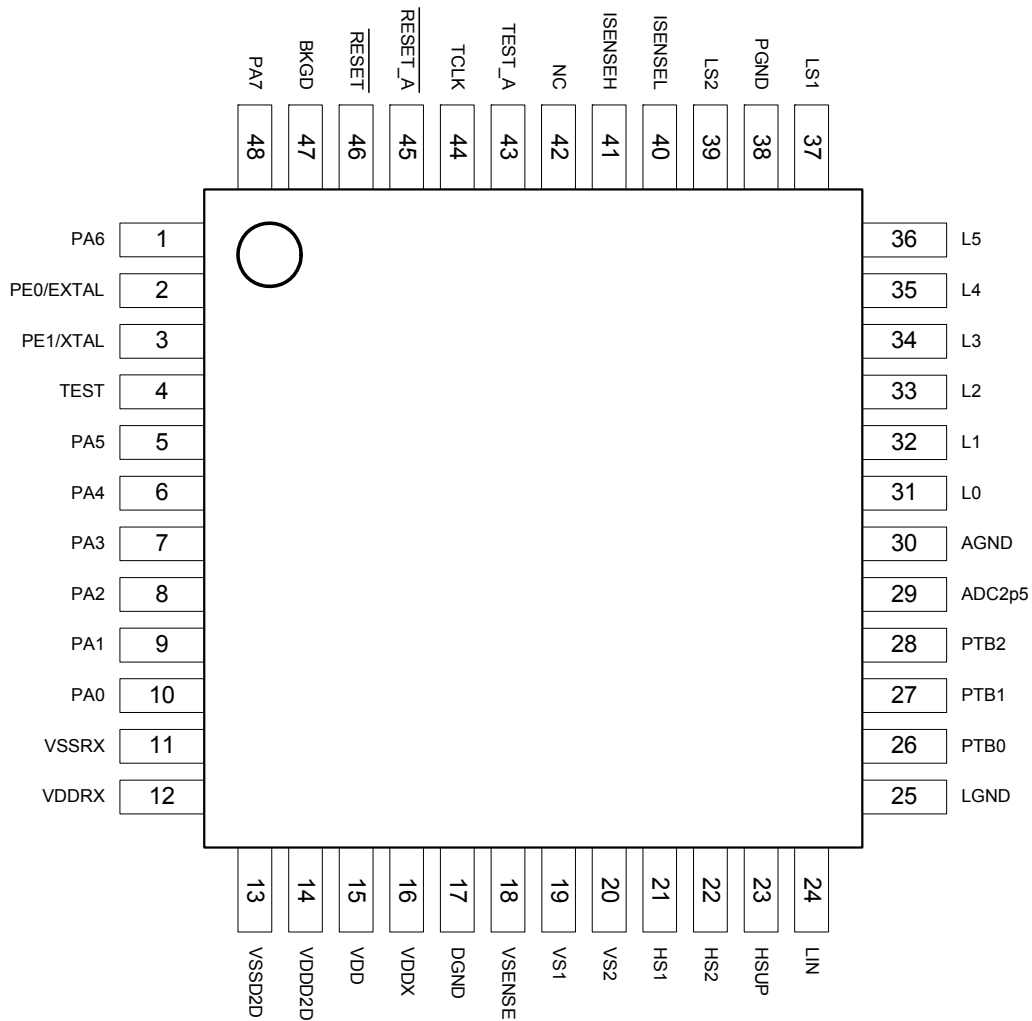 PA7
BKGD
RESET
RESET_A
TCLK
TEST_A
NC
ISENSEH
ISENSEL
LS2
PGND
LS1
48
47
46
45
44
43
42
41
40
39
38
37
PA6 1
PE0/EXTAL 2
PE1/XTAL 3
TEST 4
PA5 5
PA4 6
PA3 7
PA2 8
PA1 9
PA0 10
VSSRX 11
VDDRX 12
36 L5
35 L4
34 L3
33 L2
32 L1
31 L0
30 AGND
29 ADC2p5
28 PTB2
27 PTB1
26 PTB0
25 LGND
13
14
15
16
17
18
19
20
21
22
23
24
VSSD2D
VDDD2D
VDD
VDDX
DGND
VSENSE
VS1
VS2
HS1
HS2
HSUP
LIN